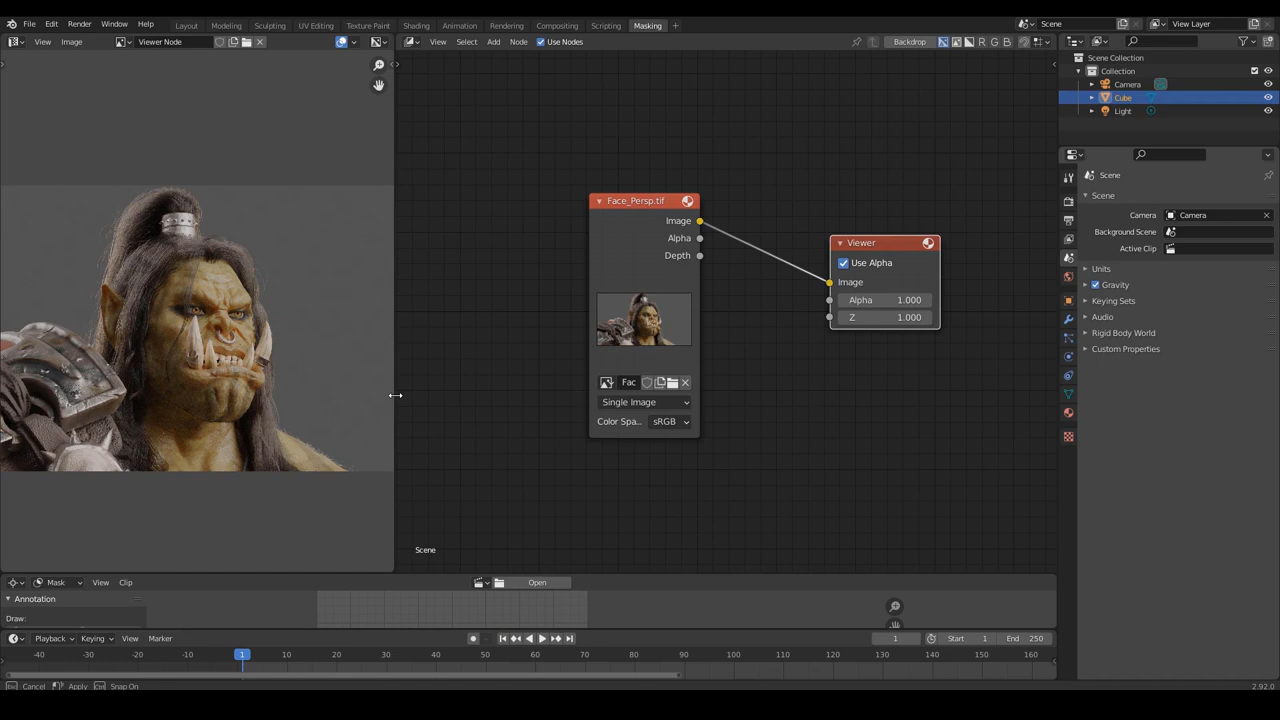 File Edit Render Window Help Layout Modeling Sculpting UV Editing Texture Paint Shading Animation Rendering Compositing Scripting Masking + Scene View Layer
View Image Viewer Node View Select Add Node Use Nodes Backdrop R G B
Scene Collection
Collection
Camera
Cube
Light
Scene
Scene
Camera Camera
Background Scene
Active Clip
Units
Gravity
Keying Sets
Audio
Rigid Body World
Custom Properties
Face_Persp.tif
Image
Alpha
Depth
Fac
Single Image
Color Spa.. sRGB
Viewer
Use Alpha
Image
Alpha 1.000
Z 1.000
Scene
Mask View Clip Open
Annotation
Draw:
Playback Keying View Marker 1 Start 1 End 250
-40 -30 -20 -10 1 10 20 30 40 50 60 70 80 90 100 110 120 130 140 150 160
Esc Cancel Apply Ctrl Snap On 2.92.0